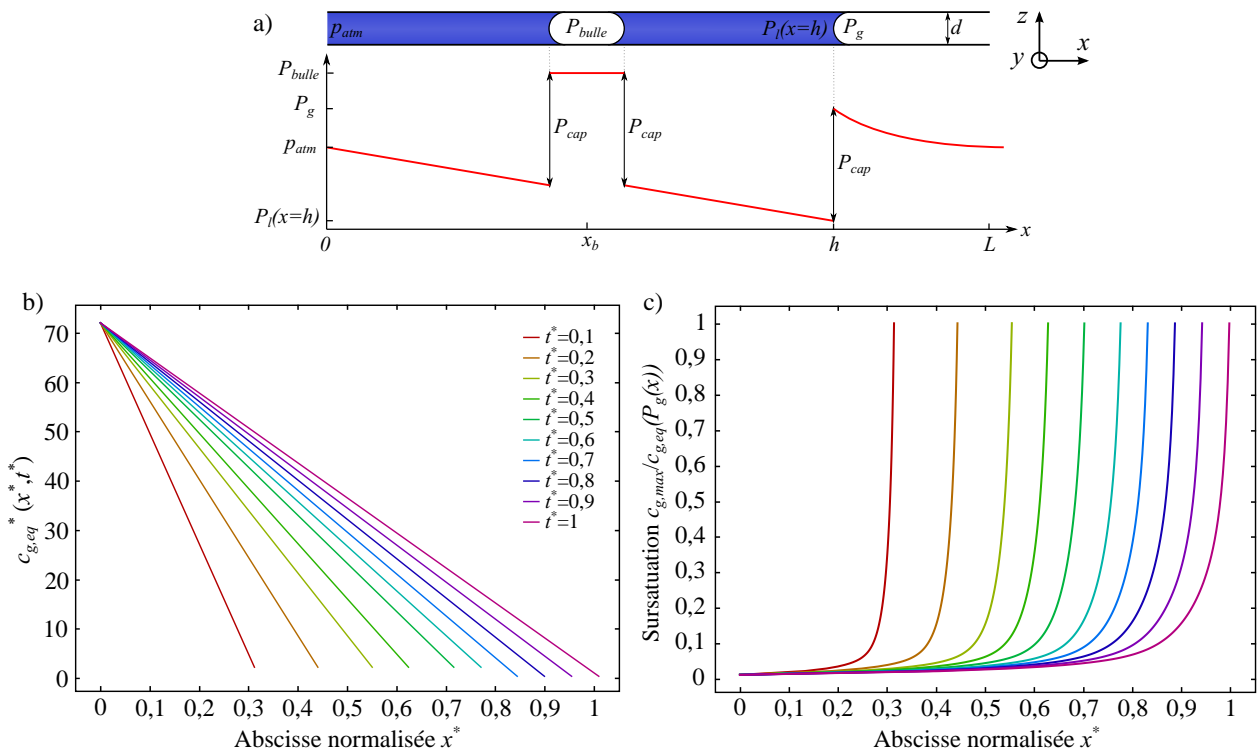 a)
p_atm P_bulle P_l(x=h) P_g d
z
x
y
P_bulle
P_g
p_atm
P_l(x=h)
P_cap P_cap P_cap
0 x_b h L x
b)
c_g,eq^* (x^*,t^*)
70
60
50
40
30
20
10
0
t^*=0,1
t^*=0,2
t^*=0,3
t^*=0,4
t^*=0,5
t^*=0,6
t^*=0,7
t^*=0,8
t^*=0,9
t^*=1
0 0,1 0,2 0,3 0,4 0,5 0,6 0,7 0,8 0,9 1
Abscisse normalisée x^*
c)
Sursatuation c_g,max/c_g,eq(P_g(x))
1
0,9
0,8
0,7
0,6
0,5
0,4
0,3
0,2
0,1
0
0 0,1 0,2 0,3 0,4 0,5 0,6 0,7 0,8 0,9 1
Abscisse normalisée x^*